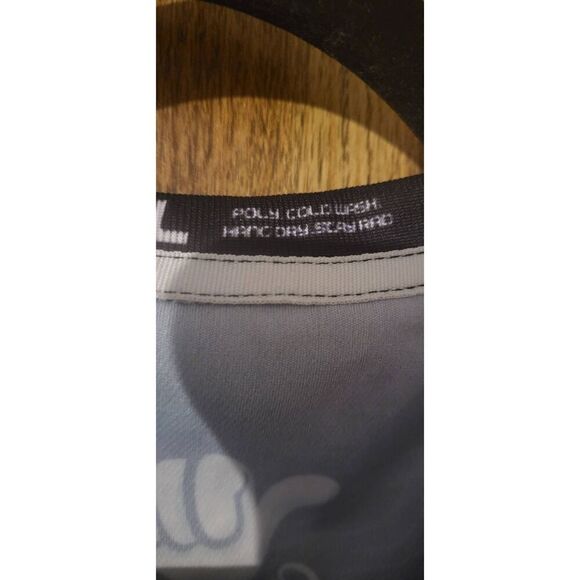 L POLY. COLD WASH.
HANG DRY. STAY RAD